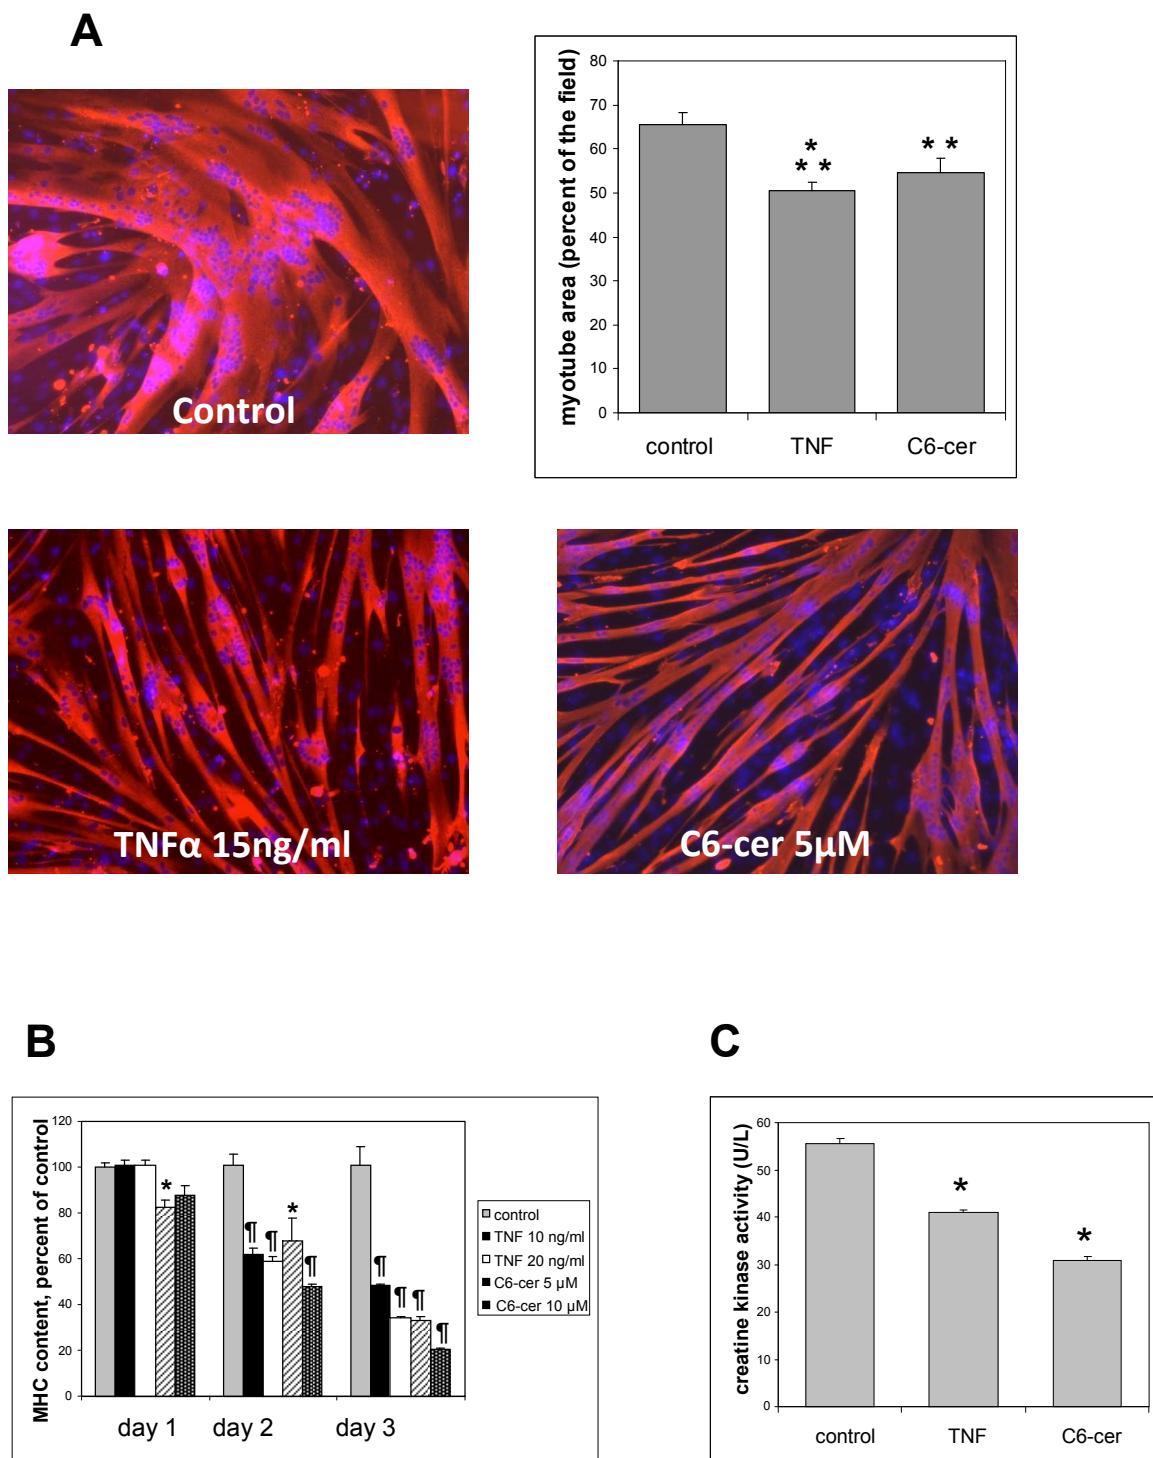 A
myotube area (percent of the field)
80
70
60
50
40
30
20
10
0
*
* *
* *
control TNF C6-cer
Control
TNFα 15ng/ml
C6-cer 5µM
B
MHC content, percent of control
120
100
80
60
40
20
0
*
¶ ¶ * ¶
¶ ¶ ¶ ¶
day 1 day 2 day 3
control
TNF 10 ng/ml
TNF 20 ng/ml
C6-cer 5 µM
C6-cer 10 µM
C
creatine kinase activity (U/L)
60
50
40
30
20
10
0
*
*
control TNF C6-cer